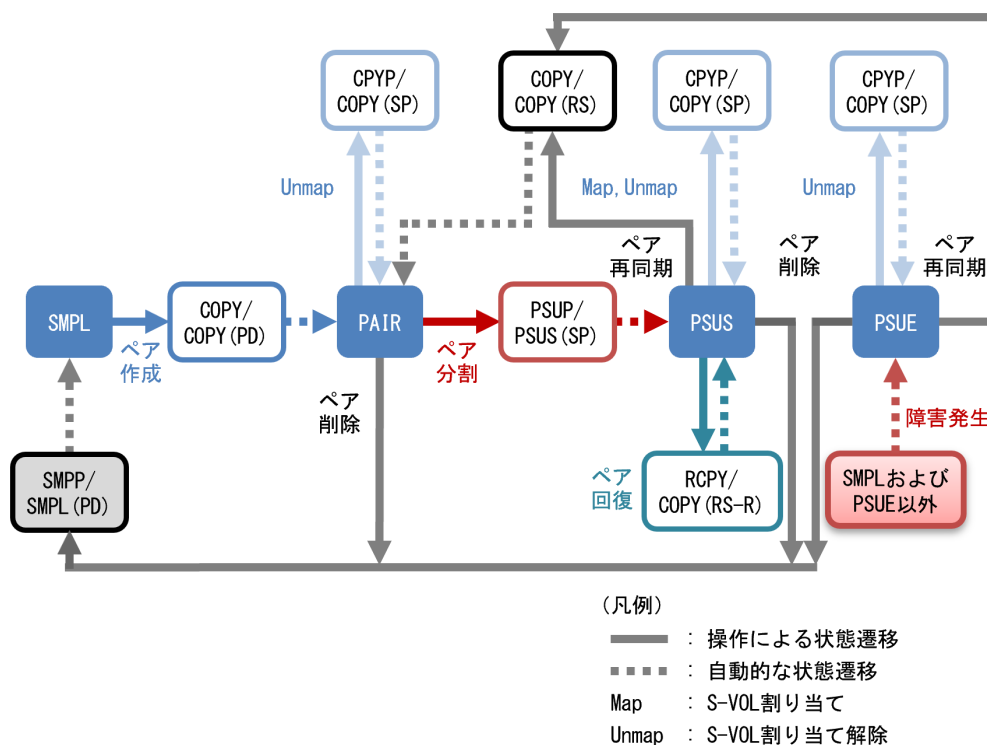 CPYP/
COPY(SP)
COPY/
COPY(RS)
CPYP/
COPY(SP)
CPYP/
COPY(SP)
Unmap
Map, Unmap
Unmap
ペア
再同期
ペア
削除
ペア
再同期
SMPL
COPY/
COPY(PD)
PAIR
PSUP/
PSUS(SP)
PSUS
PSUE
ペア
作成
ペア
分割
ペア
削除
障害発生
SMPP/
SMPL(PD)
ペア
回復
RCPY/
COPY(RS-R)
SMPLおよび
PSUE以外
(凡例)
: 操作による状態遷移
: 自動的な状態遷移
Map : S-VOL割り当て
Unmap : S-VOL割り当て解除